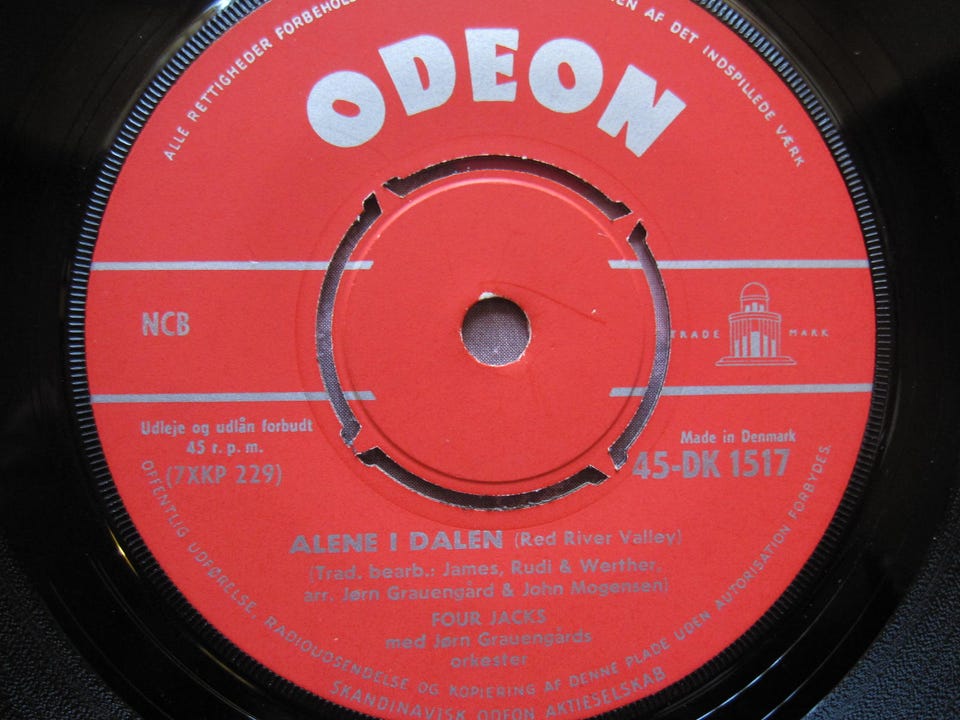 ALLE RETTIGHEDER FORBEHOLD
EN AF DET INDSPILLEDE VÆRK
ODEON
NCB
TRADE MARK
Udleje og udlån forbudt
45 r. p. m.
(7XKP 229)
Made in Denmark
45-DK 1517
ALENE I DALEN (Red River Valley)
(Trad. bearb.: James, Rudi & Werther,
arr. Jørn Grauengård & John Mogensen)
FOUR JACKS
med Jørn Grauengårds
orkester
OFFENTLIG UDFØRELSE, RADIOUDSENDELSE OG KOPIERING AF DENNE PLADE UDEN AUTORISATION FORBYDES.
SKANDINAVISK ODEON AKTIESELSKAB